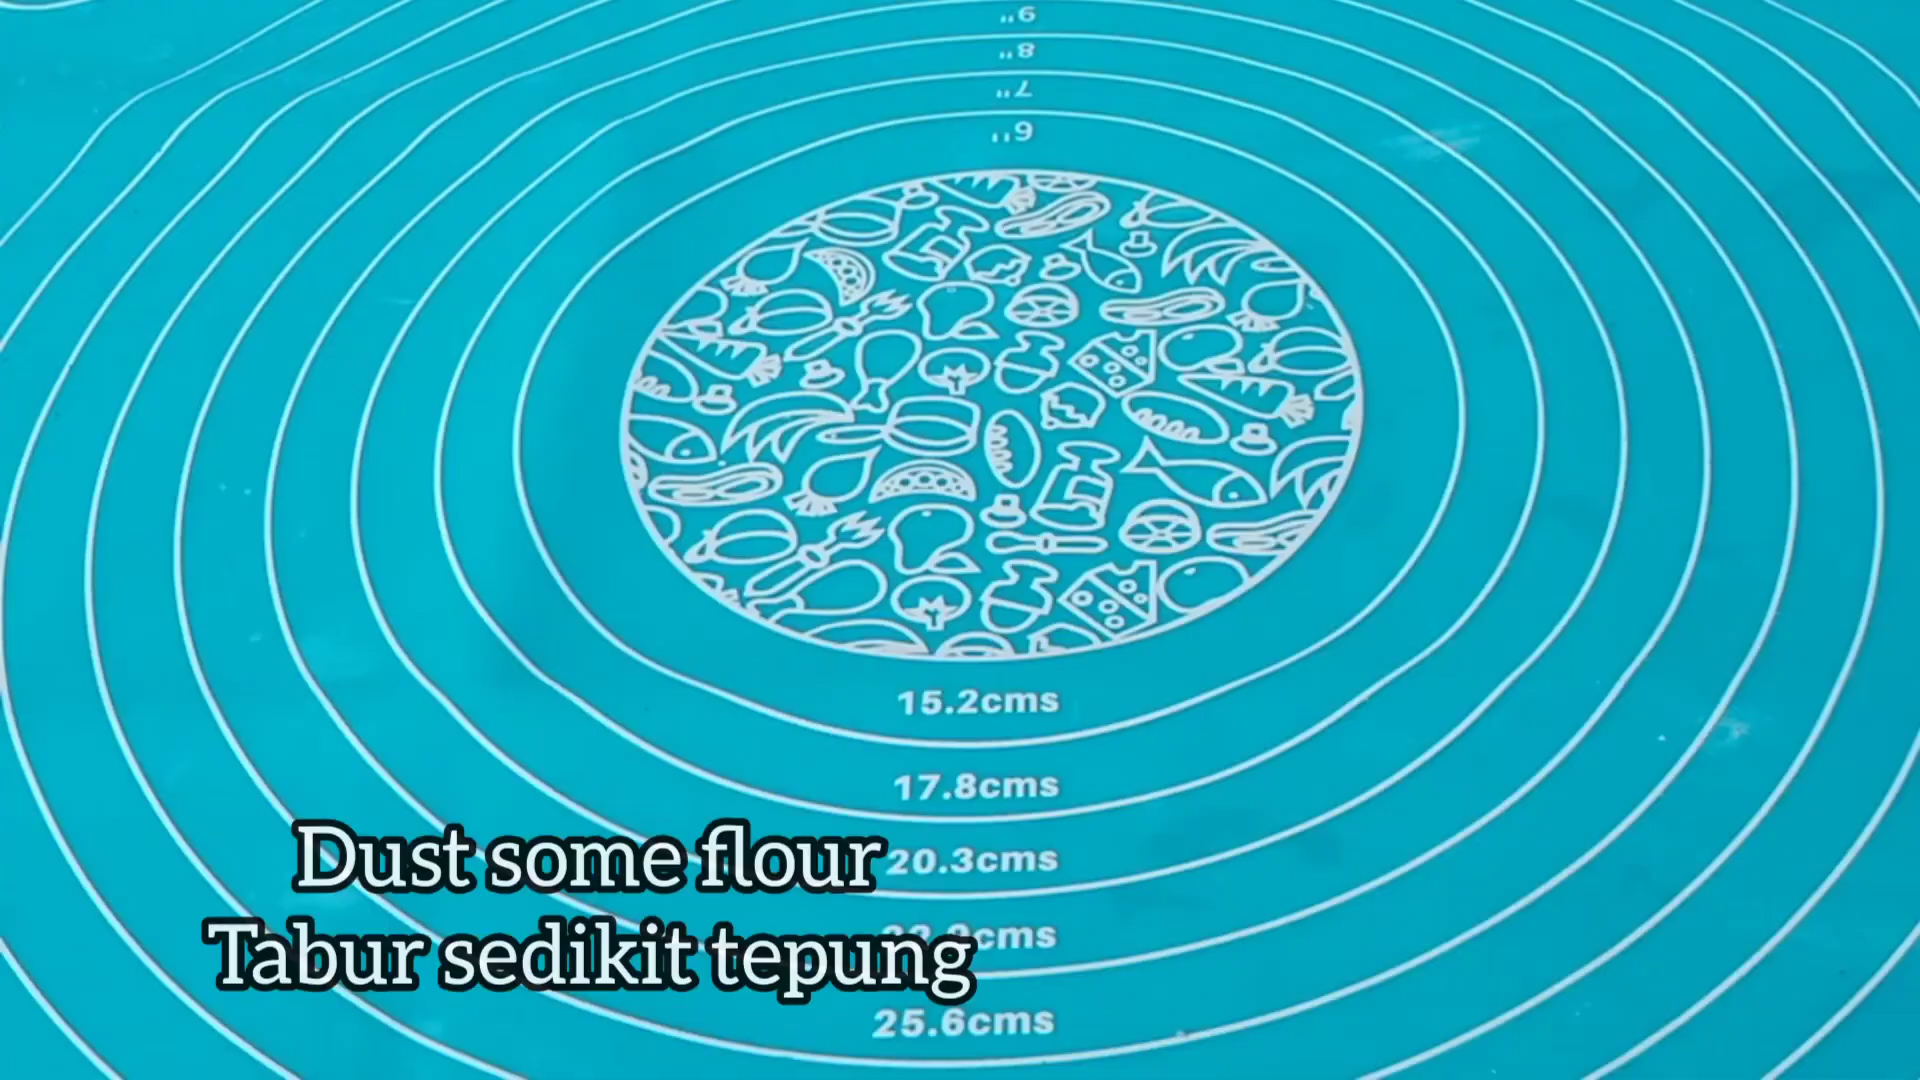 9"
8"
7"
6"
15.2cms
17.8cms
20.3cms
Dust some flour
Tabur sedikit tepung
25.6cms